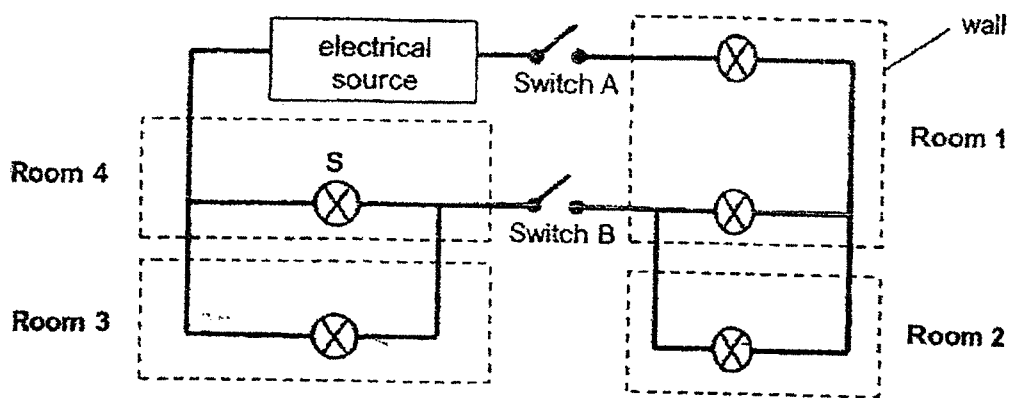 electrical
source
wall
Switch A
Room 1
Room 4
S
Switch B
Room 3
Room 2